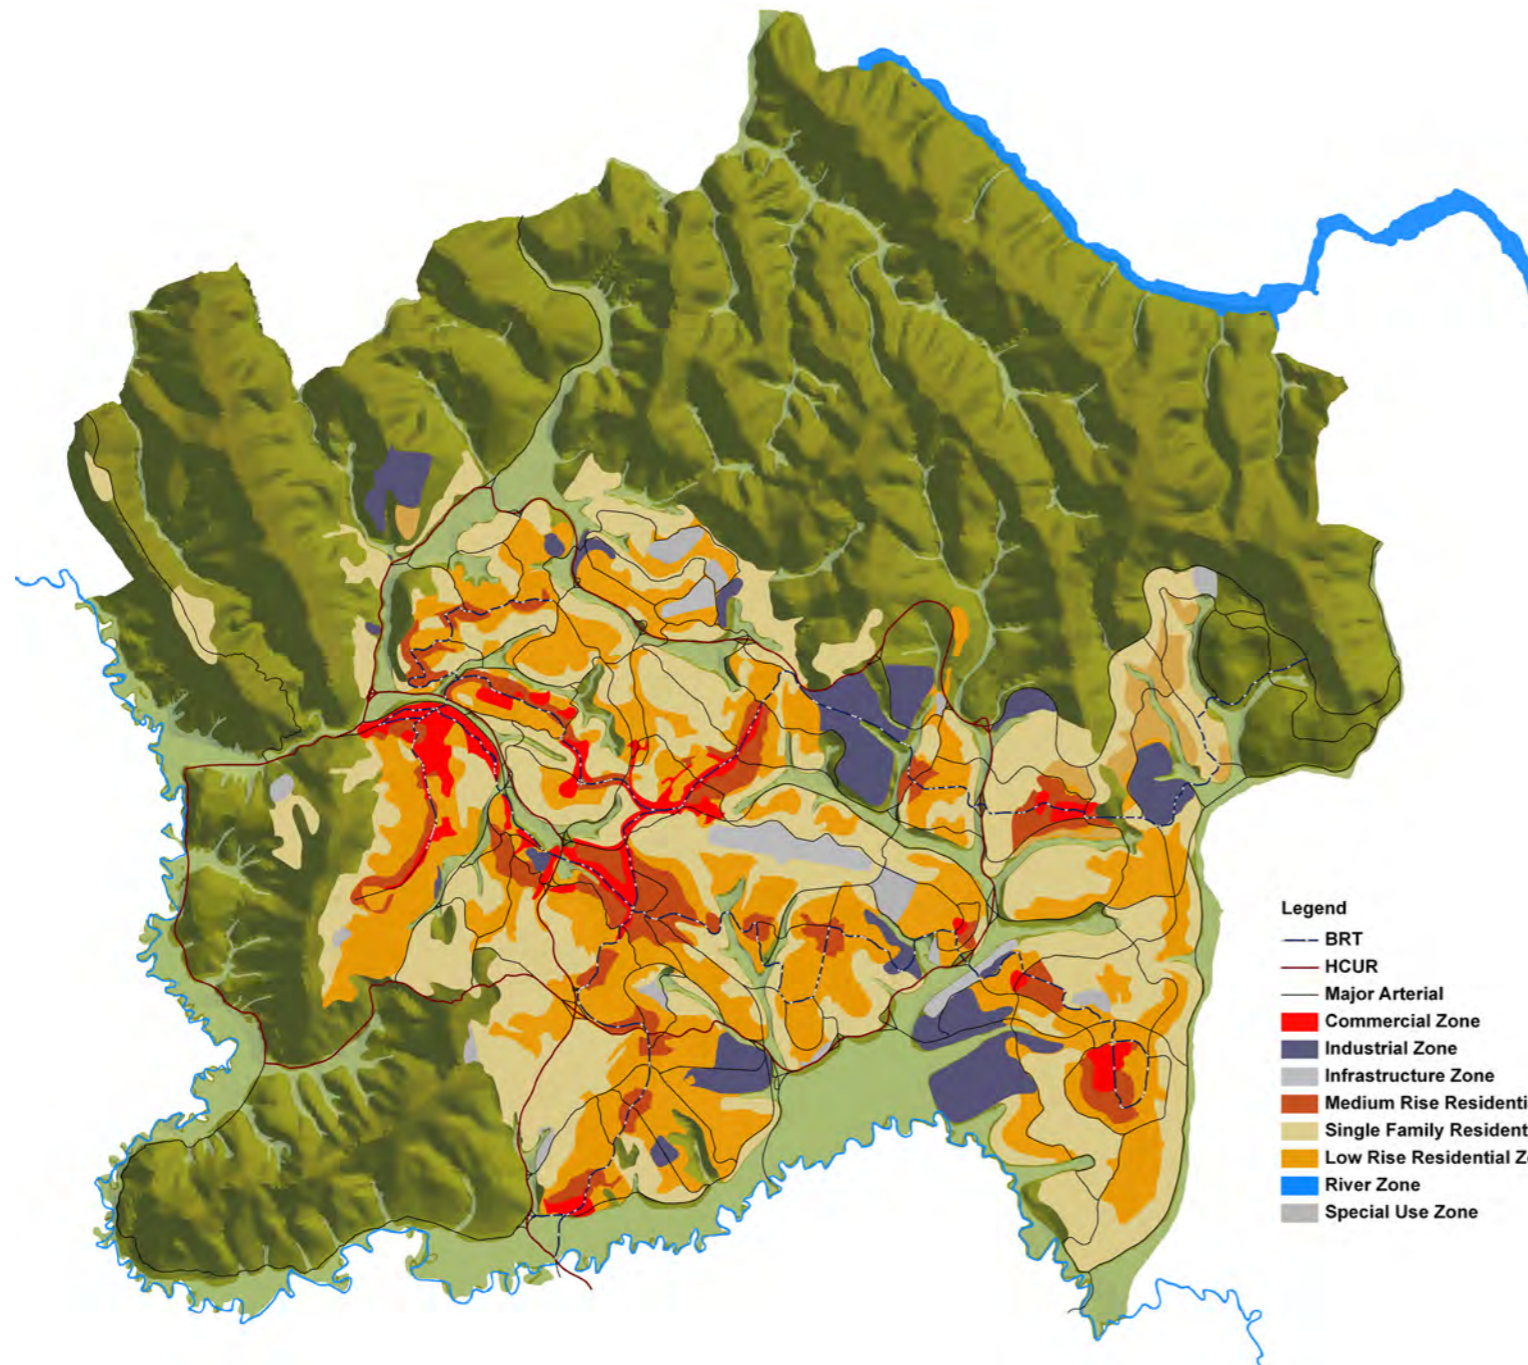 Legend
BRT
HCUR
Major Arterial
Commercial Zone
Industrial Zone
Infrastructure Zone
Medium Rise Residenti
Single Family Resident
Low Rise Residential Z
River Zone
Special Use Zone